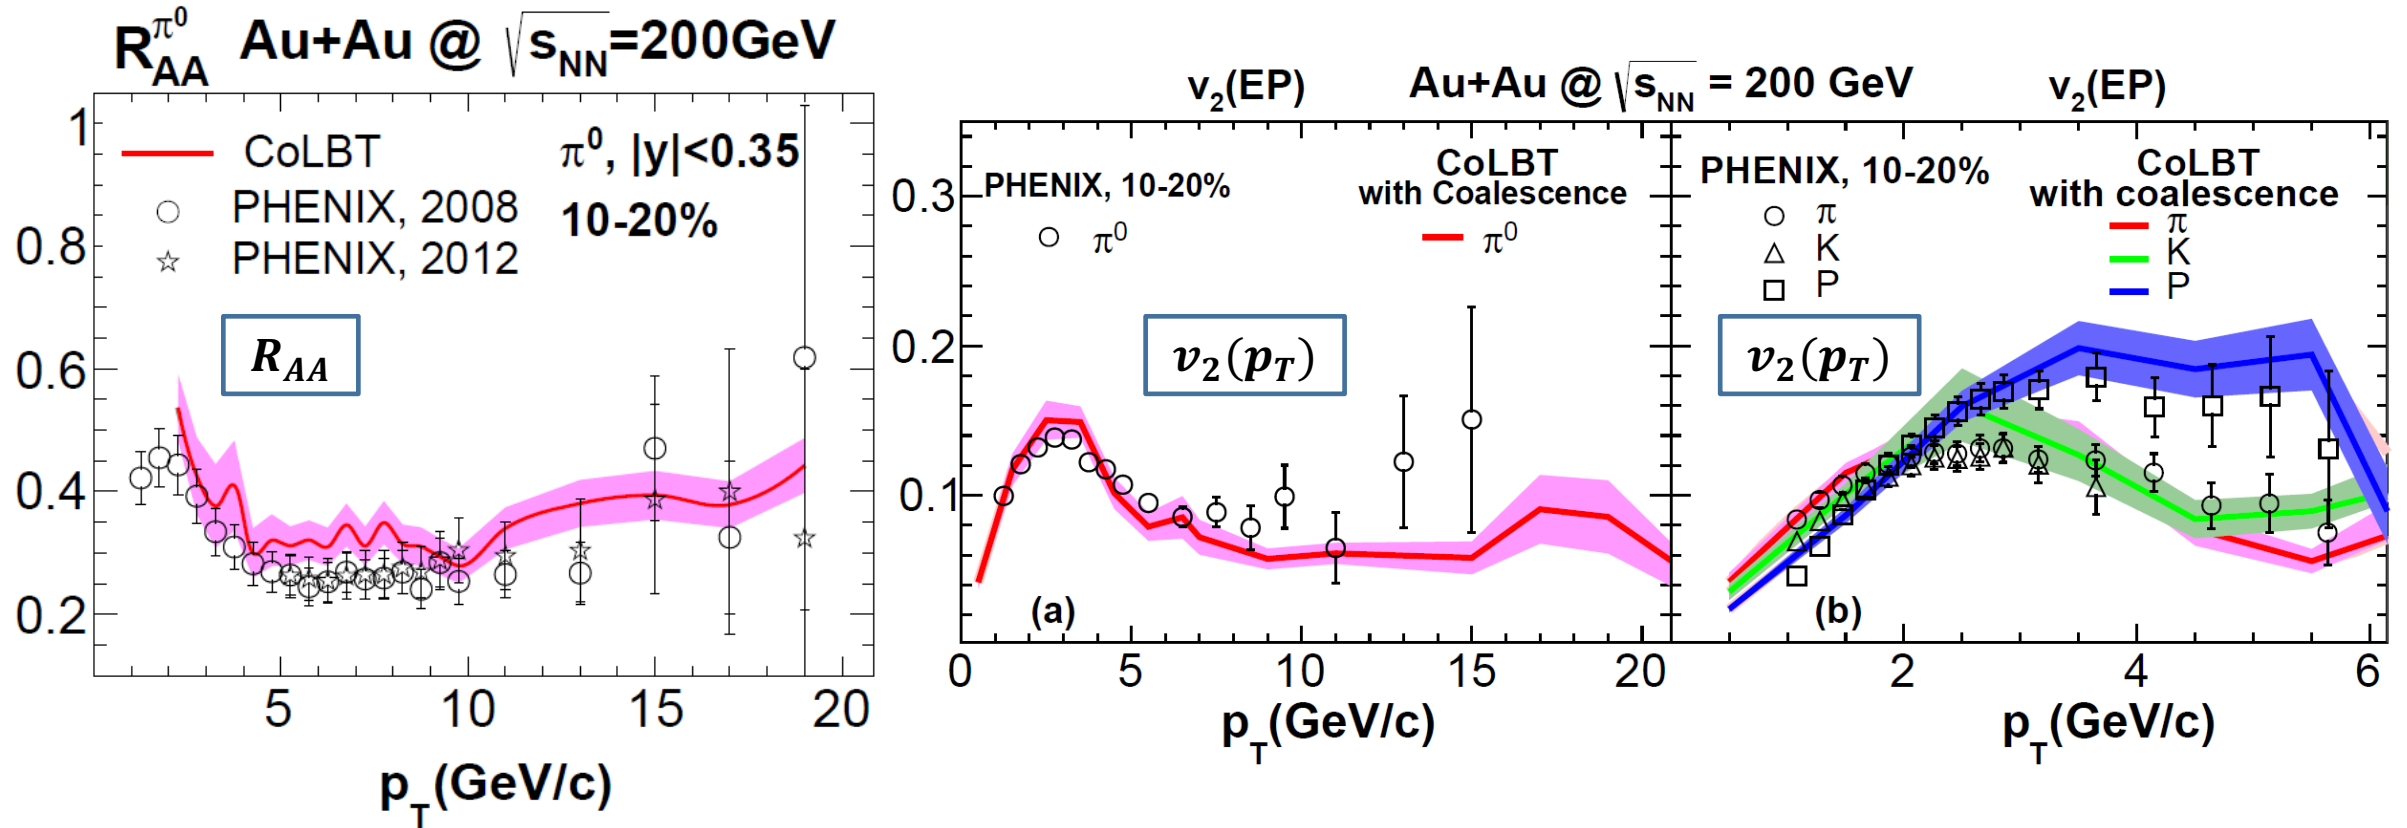 R_AA^π⁰ Au+Au @ √s_NN=200GeV
1
0.8
0.6
0.4
0.2
CoLBT
PHENIX, 2008
PHENIX, 2012
π⁰, |y|<0.35
10-20%
R_AA
5 10 15 20
p_T(GeV/c)
v₂(EP) Au+Au @ √s_NN = 200 GeV v₂(EP)
0.3
0.2
0.1
PHENIX, 10-20%
π⁰
CoLBT
with Coalescence
π⁰
v₂(p_T)
(a)
0 5 10 15 20
p_T(GeV/c)
PHENIX, 10-20%
π
K
P
CoLBT
with coalescence
π
K
P
v₂(p_T)
(b)
2 4 6
p_T(GeV/c)